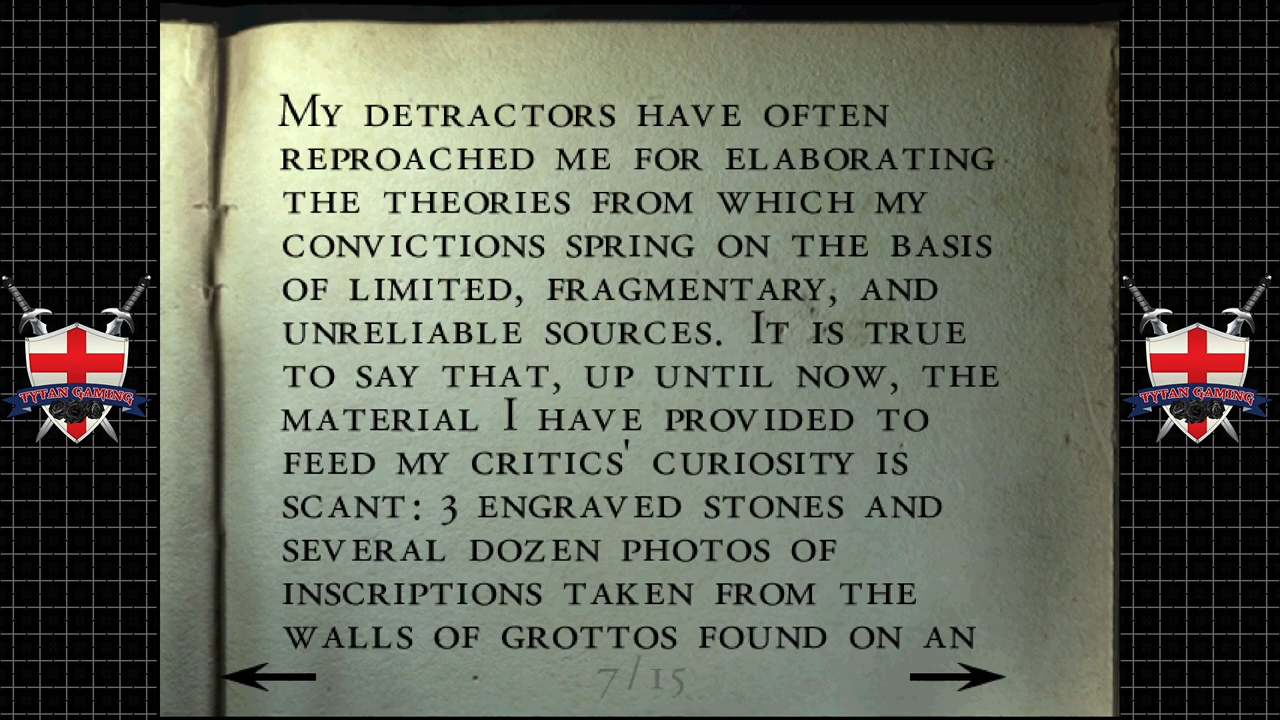 My detractors have often
reproached me for elaborating
the theories from which my
convictions spring on the basis
of limited, fragmentary, and
unreliable sources. It is true
to say that, up until now, the
material I have provided to
feed my critics' curiosity is
scant: 3 engraved stones and
several dozen photos of
inscriptions taken from the
walls of grottos found on an
7/15
TYTAN GAMING
TYTAN GAMING